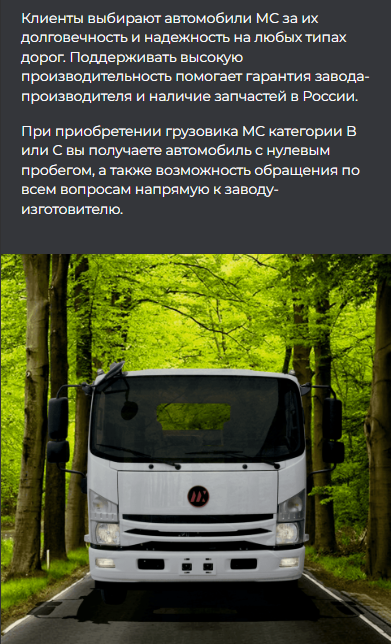 Клиенты выбирают автомобили МС за их
долговечность и надежность на любых типах
дорог. Поддерживать высокую
производительность помогает гарантия завода-
производителя и наличие запчастей в России.
При приобретении грузовика МС категории В
или С вы получаете автомобиль с нулевым
пробегом, а также возможность обращения по
всем вопросам напрямую к заводу-
изготовителю.